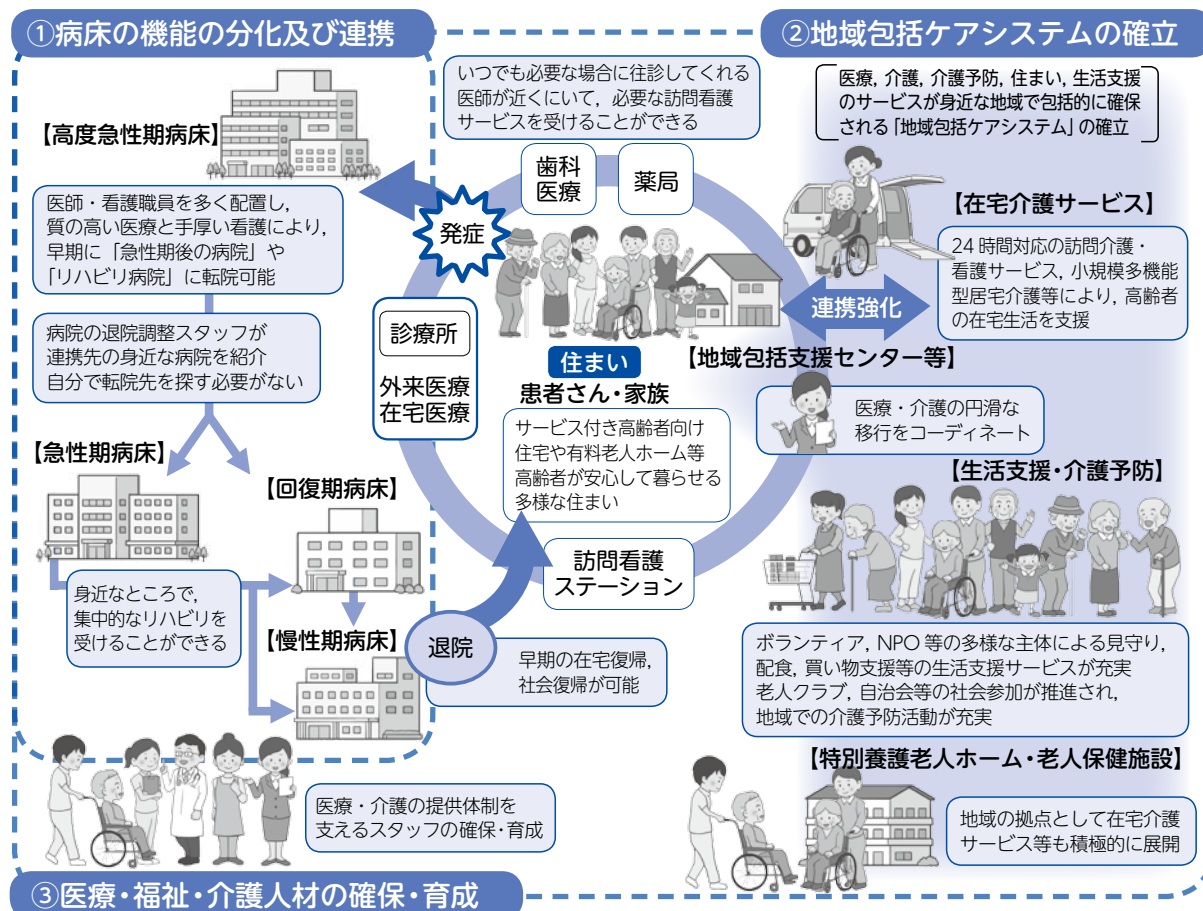 ①病床の機能の分化及び連携
【高度急性期病床】
医師・看護職員を多く配置し,
質の高い医療と手厚い看護により,
早期に「急性期後の病院」や
「リハビリ病院」に転院可能
病院の退院調整スタッフが
連携先の身近な病院を紹介
自分で転院先を探す必要がない
【急性期病床】
【回復期病床】
身近なところで,
集中的なリハビリを
受けることができる
【慢性期病床】
退院
早期の在宅復帰,
社会復帰が可能
いつでも必要な場合に往診してくれる
医師が近くにいて, 必要な訪問看護
サービスを受けることができる
歯科
医療
薬局
発症
診療所
外来医療
在宅医療
住まい
患者さん・家族
サービス付き高齢者向け
住宅や有料老人ホーム等
高齢者が安心して暮らせる
多様な住まい
訪問看護
ステーション
②地域包括ケアシステムの確立
医療, 介護, 介護予防, 住まい, 生活支援
のサービスが身近な地域で包括的に確保
される「地域包括ケアシステム」の確立
【在宅介護サービス】
24時間対応の訪問介護・
看護サービス, 小規模多機能
型居宅介護等により, 高齢者
の在宅生活を支援
連携強化
【地域包括支援センター等】
医療・介護の円滑な
移行をコーディネート
【生活支援・介護予防】
ボランティア, NPO等の多様な主体による見守り,
配食, 買い物支援等の生活支援サービスが充実
老人クラブ, 自治会等の社会参加が推進され,
地域での介護予防活動が充実
【特別養護老人ホーム・老人保健施設】
地域の拠点として在宅介護
サービス等も積極的に展開
医療・介護の提供体制を
支えるスタッフの確保・育成
③医療・福祉・介護人材の確保・育成